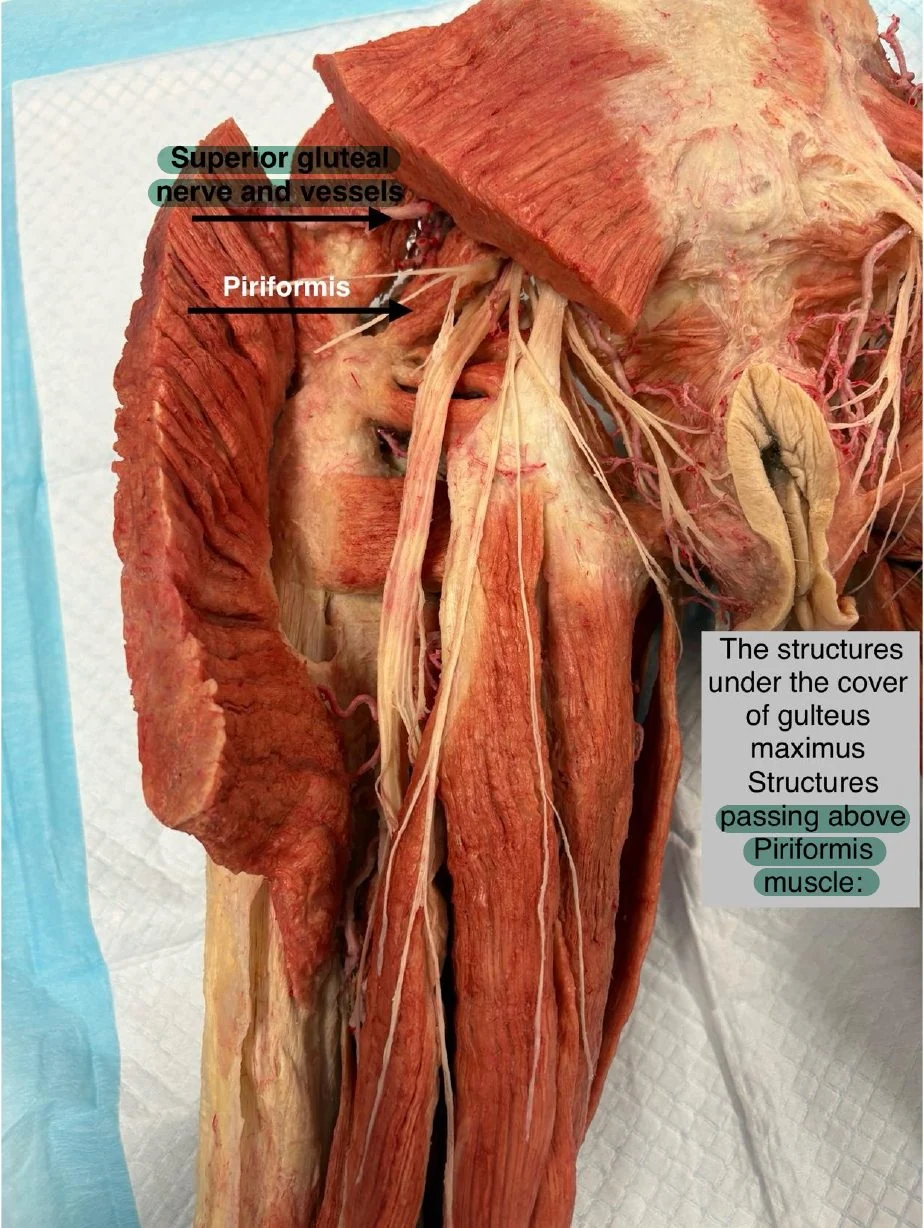 Superior gluteal
nerve and vessels
Piriformis
The structures
under the cover
of gulteus
maximus
Structures
passing above
Piriformis
muscle: